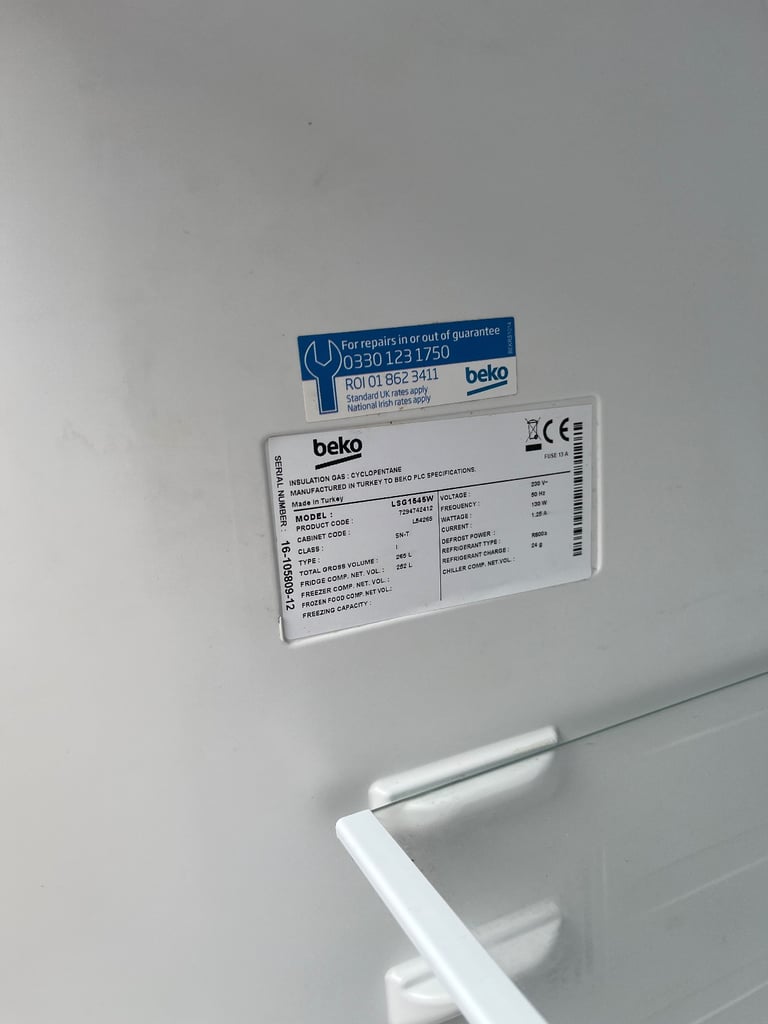 For repairs in or out of guarantee
0330 123 1750
ROI 01 862 3411
Standard UK rates apply
National Irish rates apply
beko
beko
CE
FUSE 13 A
INSULATION GAS : CYCLOPENTANE
MANUFACTURED IN TURKEY TO BEKO PLC SPECIFICATIONS.
Made in Turkey
SERIAL NUMBER : 16-105809-12
MODEL : LSG1545W
PRODUCT CODE : 7294742412
CABINET CODE : L54265
CLASS : SN-T
TYPE : I
TOTAL GROSS VOLUME : 265 L
FRIDGE COMP. NET. VOL. : 262 L
FREEZER COMP. NET. VOL. :
FROZEN FOOD COMP. NET VOL.:
FREEZING CAPACITY :
VOLTAGE : 230 V~
FREQUENCY : 50 Hz
WATTAGE : 130 W
CURRENT : 1.25 A
DEFROST POWER :
REFRIGERANT TYPE : R600a
REFRIGERANT CHARGE : 24 g
CHILLER COMP. NET.VOL. :